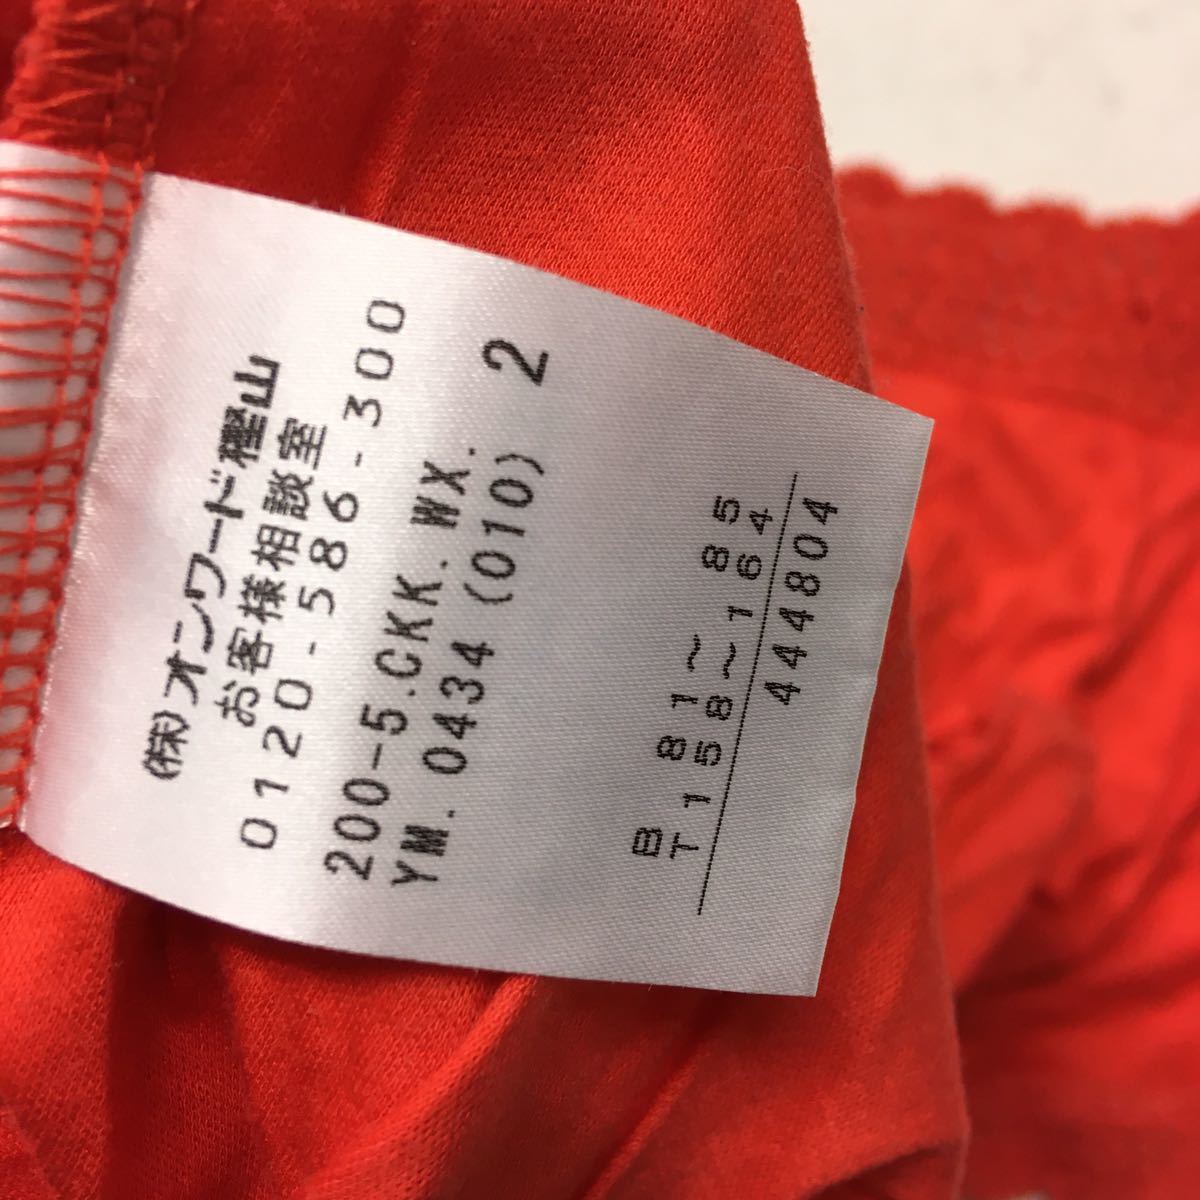 (株)オンワード樫山
お客様相談室
0120-586-300
200-5.CKK.WX.
YM.0434(010) 2
B 81~ 85
T158~164
444804